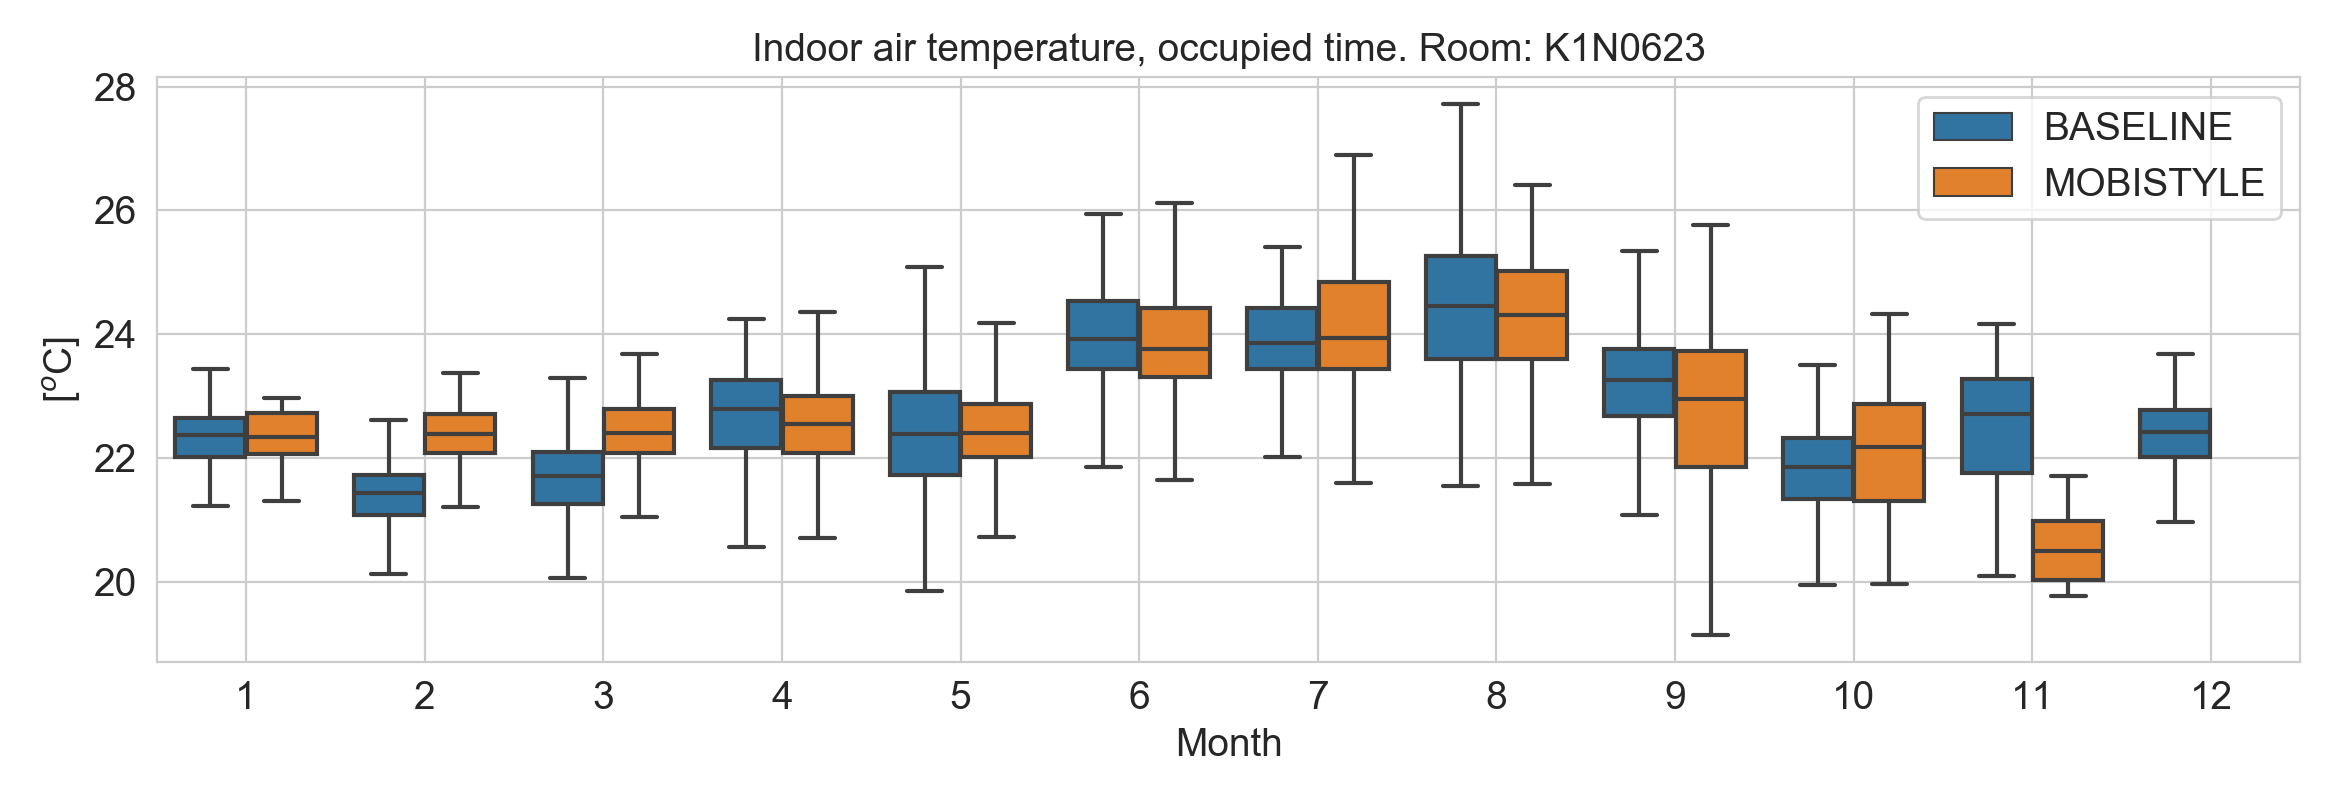 Indoor air temperature, occupied time. Room: K1N0623
28
26
24
22
20
[°C]
BASELINE
MOBISTYLE
1 2 3 4 5 6 7 8 9 10 11 12
Month